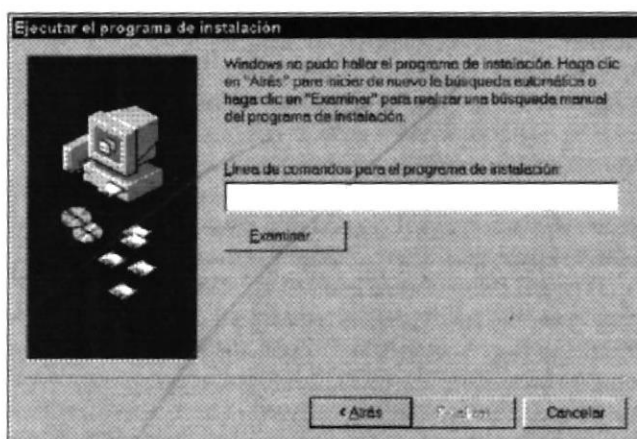 Ejecutar el programa de instalación
Windows no pudo hallar el programa de instalación. Haga clic
en "Atrás" para iniciar de nuevo la búsqueda automática o
haga clic en "Examinar" para realizar una búsqueda manual
del programa de instalación.
Línea de comandos para el programa de instalación:
Examinar
< Atrás
Finalizar
Cancelar